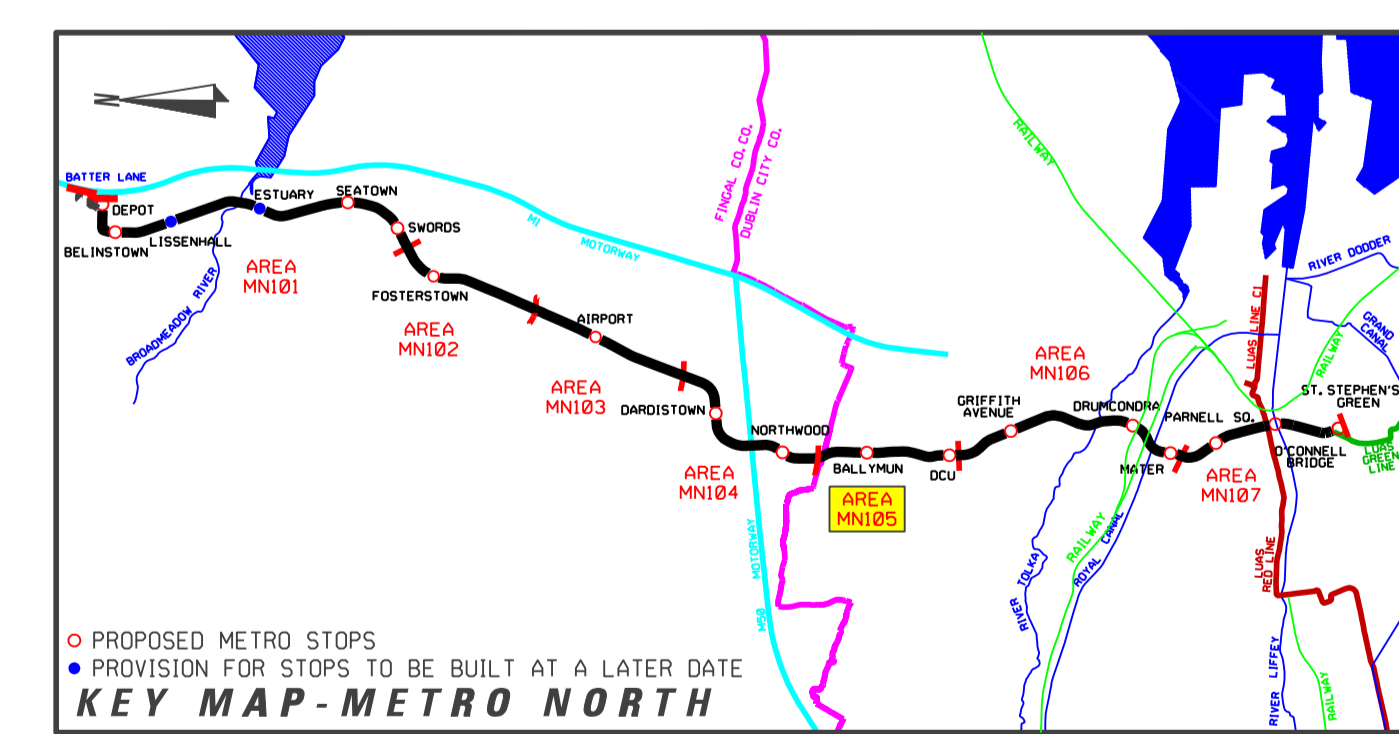 BATTER LANE
DEPOT
BELINSTOWN
LISSENHALL
ESTUARY
SEATOWN
SWORDS
FOSTERSTOWN
BROADMEADOW RIVER
AREA
MN101
AREA
MN102
AIRPORT
AREA
MN103
DARDISTOWN
M1
MOTORWAY
FINGAL CO. CO.
DUBLIN CITY CO.
NORTHWOOD
AREA
MN104
MOTORWAY
M50
BALLYMUN
AREA
MN105
DCU
GRIFFITH
AVENUE
AREA
MN106
RAILWAY
DRUMCONDRA
MATER
PARNELL SQ.
AREA
MN107
RIVER TOLKA
RAILWAY
ROYAL CANAL
LUAS LINE C1
RIVER DODDER
GRAND
CANAL
RAILWAY
ST. STEPHEN'S
GREEN
O'CONNELL
BRIDGE
LUAS
GREEN
LINE
LUAS
RED LINE
RIVER LIFFEY
RAILWAY
PROPOSED METRO STOPS
PROVISION FOR STOPS TO BE BUILT AT A LATER DATE
KEY MAP-METRO NORTH